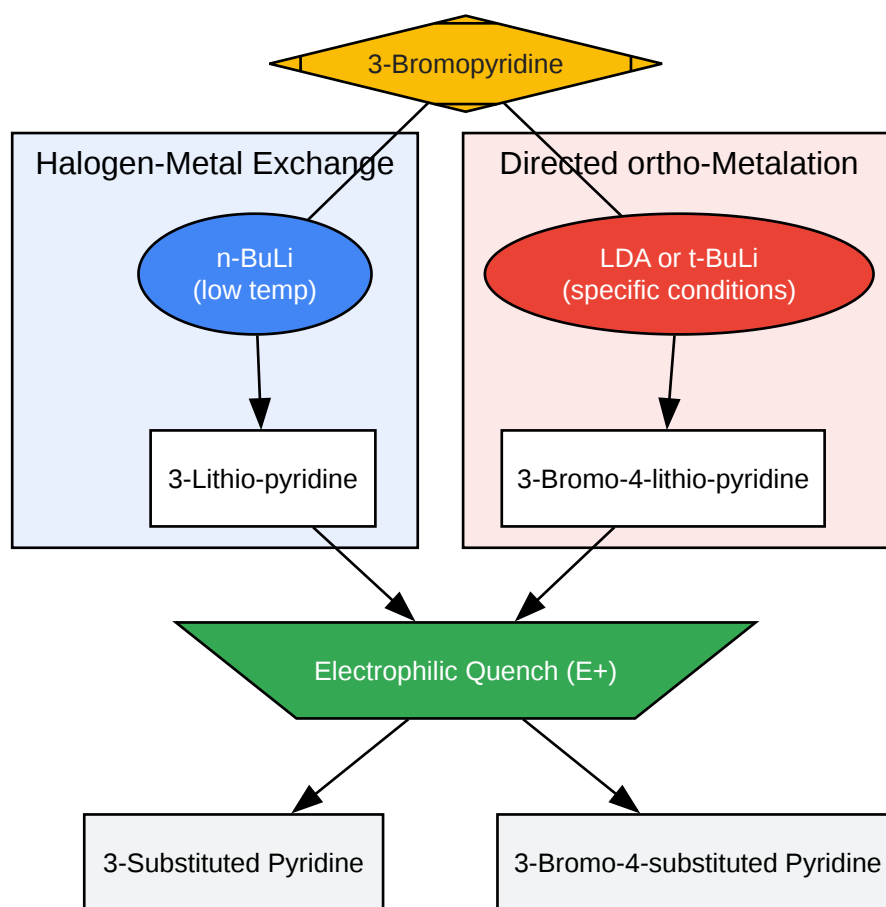 3-Bromopyridine
Halogen-Metal Exchange
Directed ortho-Metalation
n-BuLi
(low temp)
LDA or t-BuLi
(specific conditions)
3-Lithio-pyridine
3-Bromo-4-lithio-pyridine
Electrophilic Quench (E+)
3-Substituted Pyridine
3-Bromo-4-substituted Pyridine